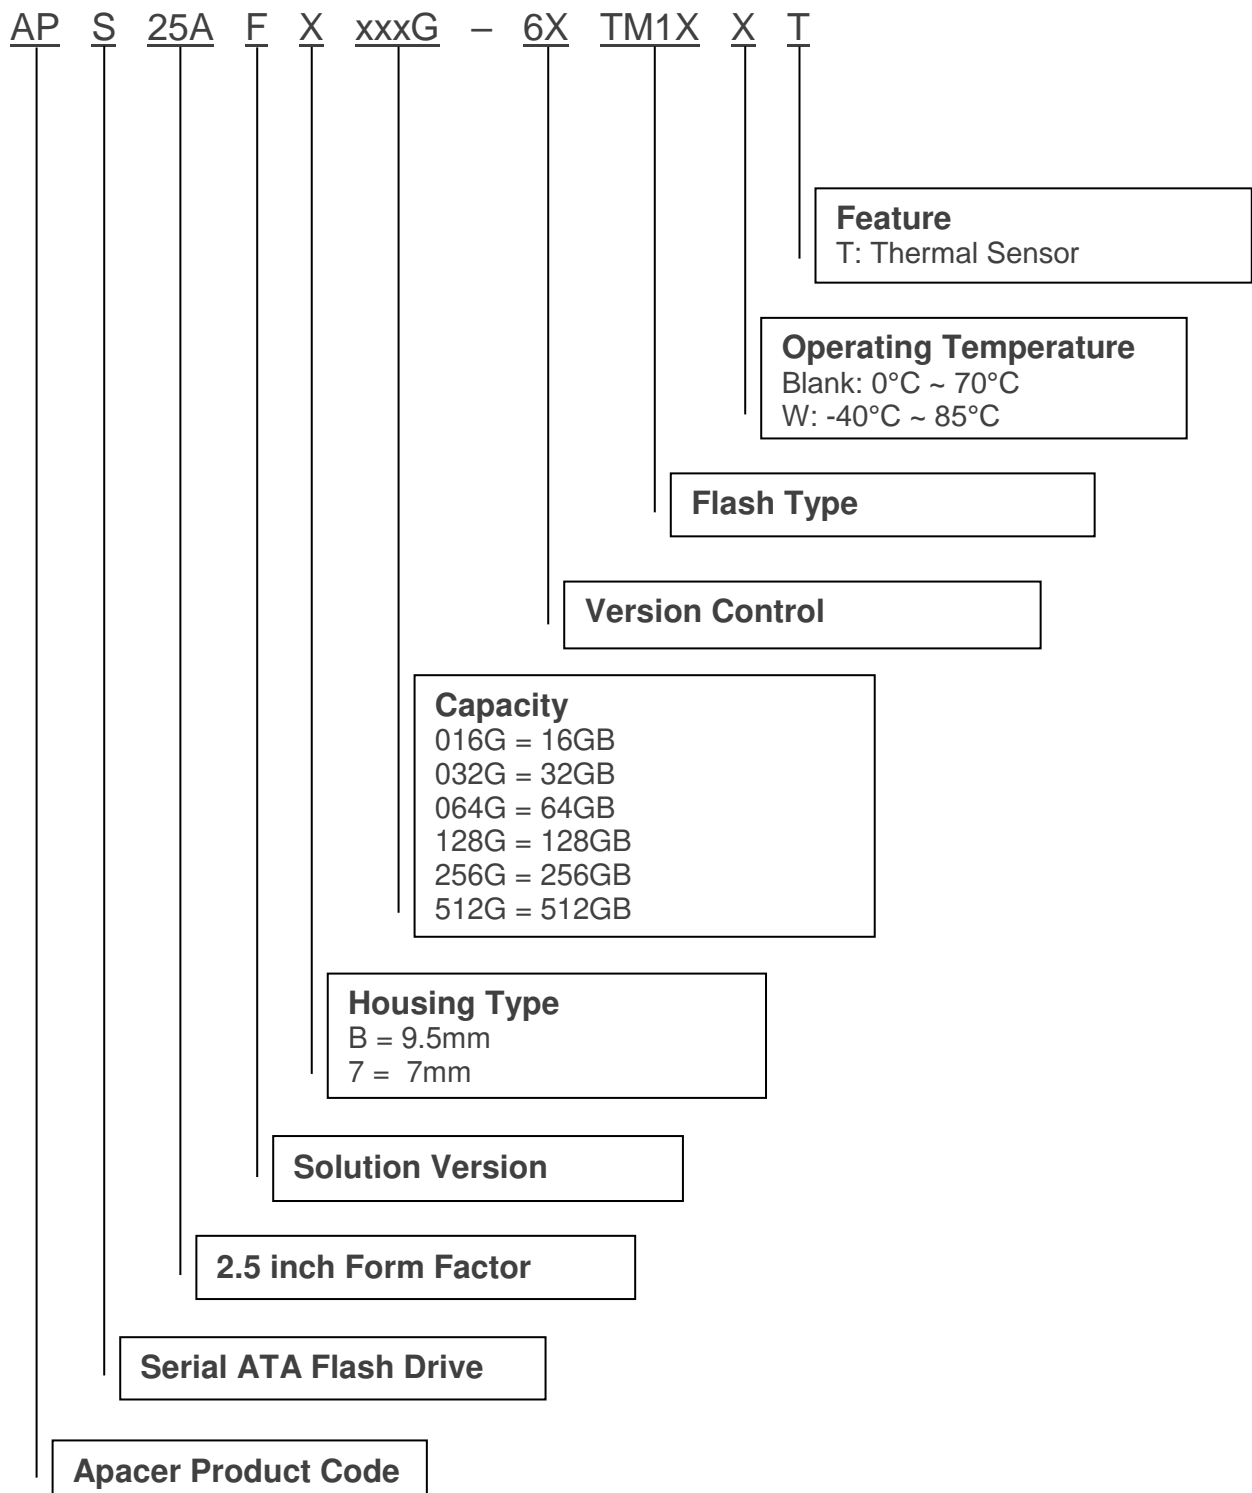 AP S 25A F X xxxG – 6X TM1X X T
Feature
T: Thermal Sensor
Operating Temperature
Blank: 0°C ~ 70°C
W: -40°C ~ 85°C
Flash Type
Version Control
Capacity
016G = 16GB
032G = 32GB
064G = 64GB
128G = 128GB
256G = 256GB
512G = 512GB
Housing Type
B = 9.5mm
7 = 7mm
Solution Version
2.5 inch Form Factor
Serial ATA Flash Drive
Apacer Product Code